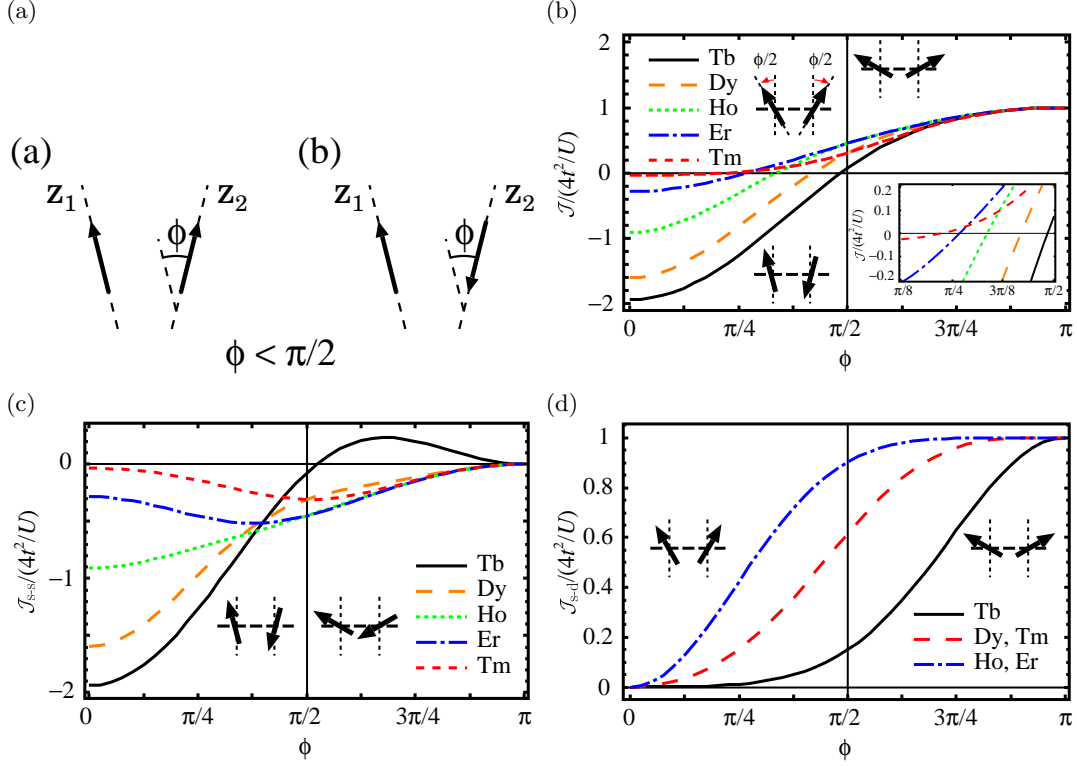 (a)
(a)
(b)
z₁
z₂
z₁
z₂
ϕ
ϕ
ϕ < π/2
(b)
J/(4t²/U)
2
1
0
−1
−2
Tb
Dy
Ho
Er
Tm
ϕ/2
ϕ/2
J/(4t²/U)
0.2
0.1
0
−0.1
−0.2
π/8
π/4
3π/8
π/2
0
π/4
π/2
3π/4
π
ϕ
(c)
J_s-s/(4t²/U)
0
−1
−2
Tb
Dy
Ho
Er
Tm
0
π/4
π/2
3π/4
π
ϕ
(d)
J_s-d/(4t²/U)
1
0.8
0.6
0.4
0.2
0
Tb
Dy, Tm
Ho, Er
0
π/4
π/2
3π/4
π
ϕ